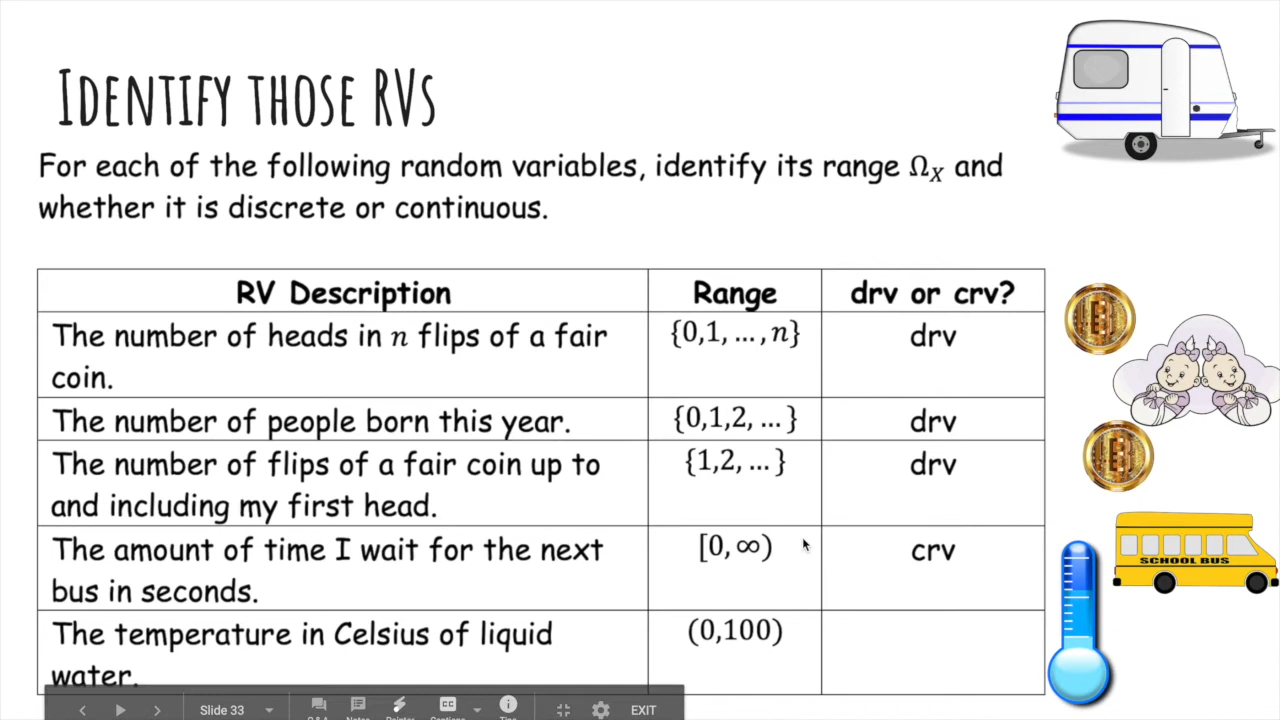 IDENTIFY THOSE RVS
For each of the following random variables, identify its range Ω_X and
whether it is discrete or continuous.
RV Description Range drv or crv?
The number of heads in n flips of a fair {0,1, …, n} drv
coin.
The number of people born this year. {0,1,2, …} drv
The number of flips of a fair coin up to {1,2, …} drv
and including my first head.
The amount of time I wait for the next [0, ∞) crv
bus in seconds.
SCHOOL BUS
The temperature in Celsius of liquid (0,100)
water.
Slide 33 CC EXIT